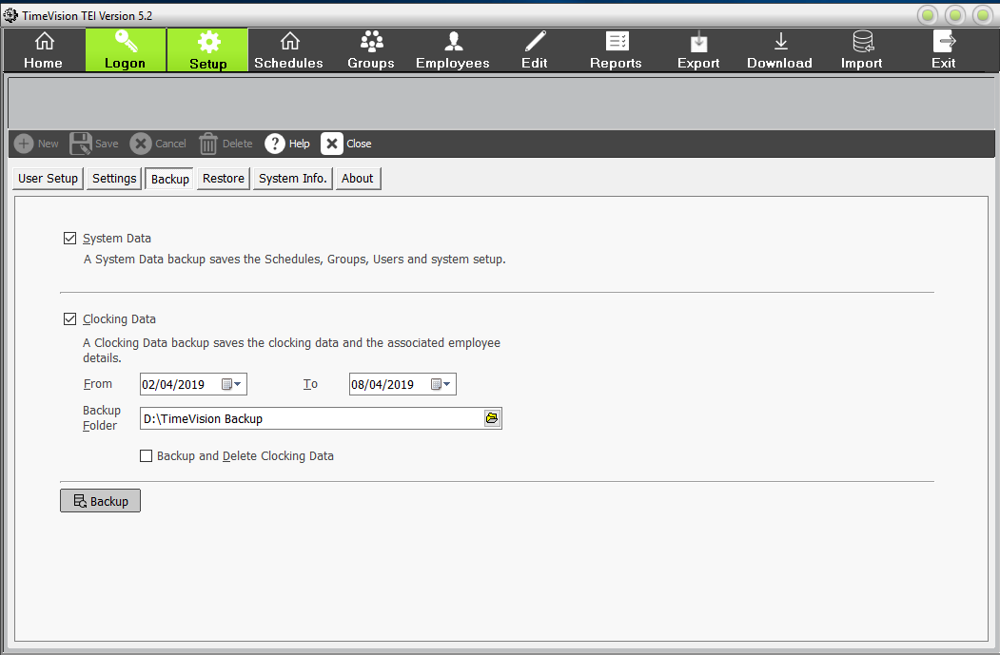 TimeVision TEI Version 5.2
Home Logon Setup Schedules Groups Employees Edit Reports Export Download Import Exit
New Save Cancel Delete ? Help Close
User Setup Settings Backup Restore System Info. About
System Data
A System Data backup saves the Schedules, Groups, Users and system setup.
Clocking Data
A Clocking Data backup saves the clocking data and the associated employee
details.
From 02/04/2019 To 08/04/2019
Backup
Folder
D:\TimeVision Backup
Backup and Delete Clocking Data
Backup